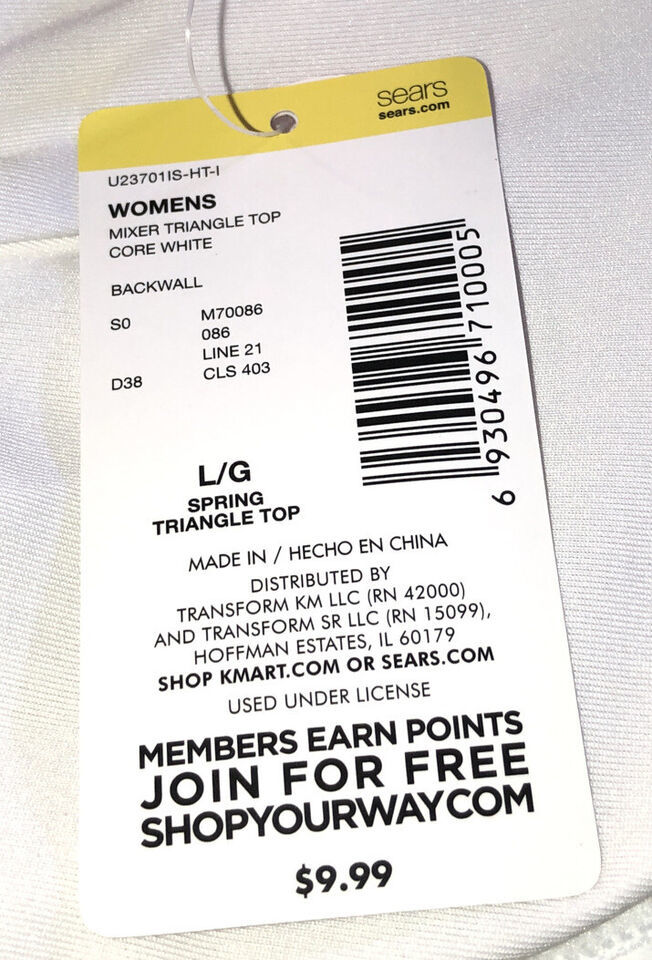 sears
sears.com
U23701IS-HT-I
WOMENS
MIXER TRIANGLE TOP
CORE WHITE
BACKWALL
S0 M70086
086
LINE 21
D38 CLS 403
6 930496 710005
L/G
SPRING
TRIANGLE TOP
MADE IN / HECHO EN CHINA
DISTRIBUTED BY
TRANSFORM KM LLC (RN 42000)
AND TRANSFORM SR LLC (RN 15099),
HOFFMAN ESTATES, IL 60179
SHOP KMART.COM OR SEARS.COM
USED UNDER LICENSE
MEMBERS EARN POINTS
JOIN FOR FREE
SHOPYOURWAY.COM
$9.99